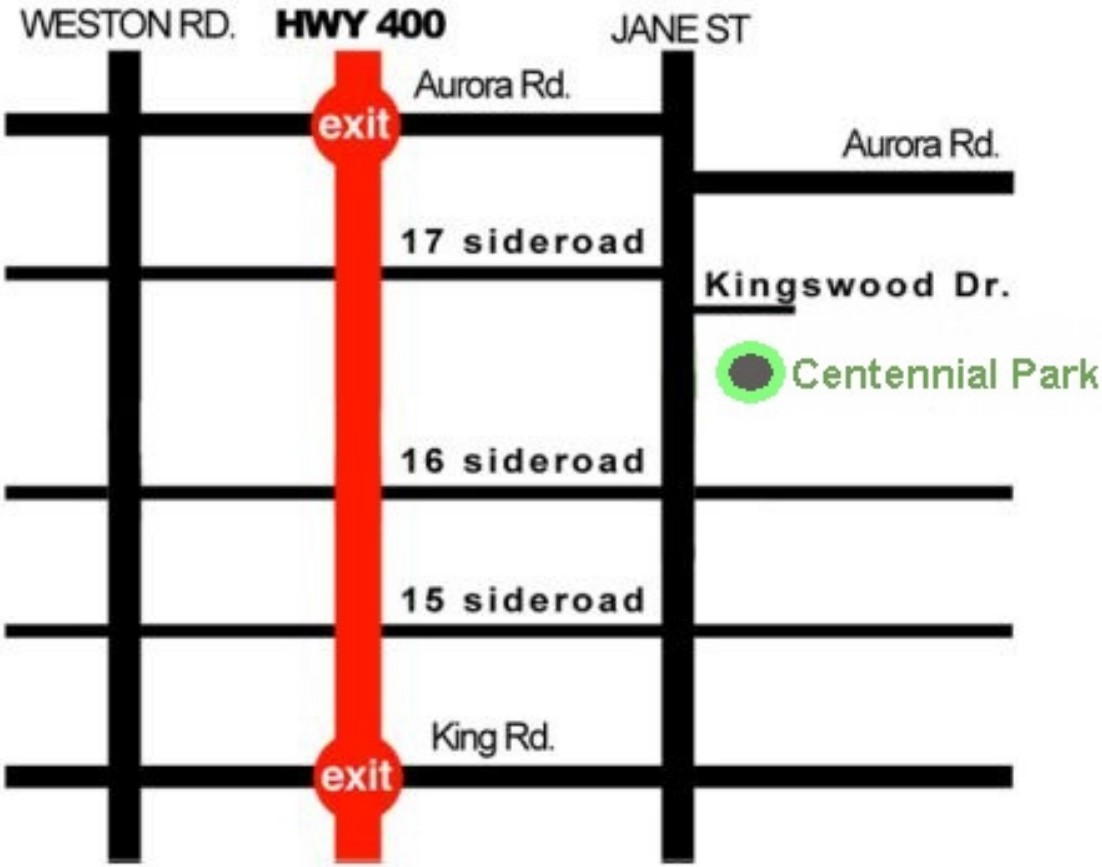 WESTON RD.
HWY 400
JANE ST
Aurora Rd.
exit
Aurora Rd.
17 sideroad
Kingswood Dr.
Centennial Park
16 sideroad
15 sideroad
King Rd.
exit